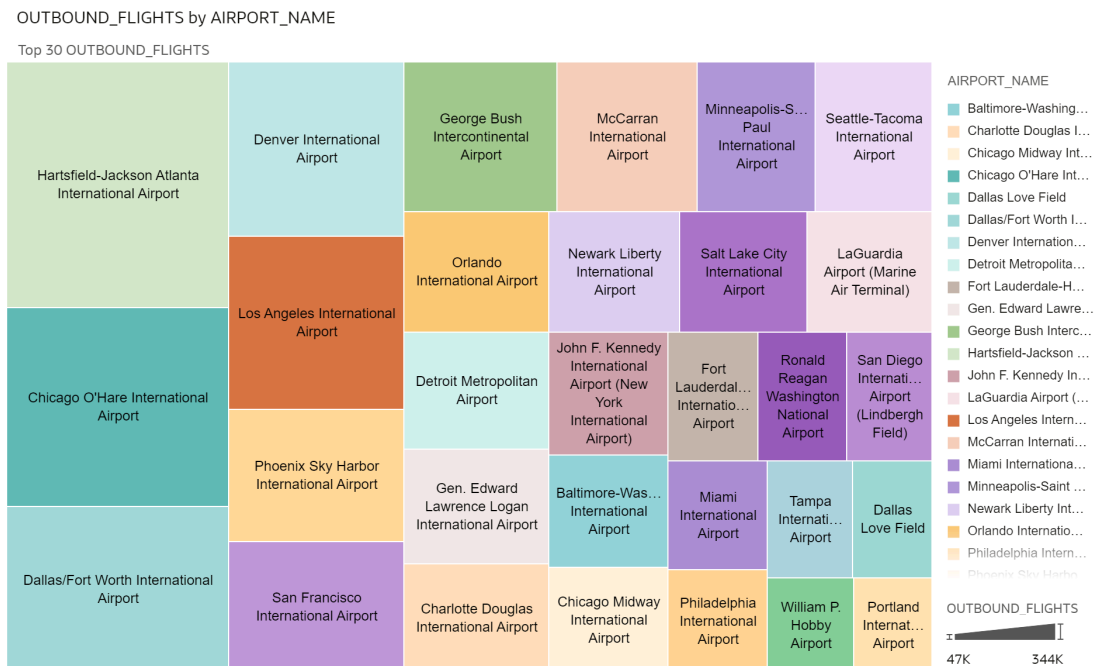 OUTBOUND_FLIGHTS by AIRPORT_NAME
Top 30 OUTBOUND_FLIGHTS
Hartsfield-Jackson Atlanta
International Airport
Chicago O'Hare International
Airport
Dallas/Fort Worth International
Airport
Denver International
Airport
Los Angeles International
Airport
Phoenix Sky Harbor
International Airport
San Francisco
International Airport
George Bush
Intercontinental
Airport
McCarran
International
Airport
Minneapolis-S...
Paul
International
Airport
Seattle-Tacoma
International
Airport
Orlando
International Airport
Newark Liberty
International
Airport
Salt Lake City
International
Airport
LaGuardia
Airport (Marine
Air Terminal)
Detroit Metropolitan
Airport
John F. Kennedy
International
Airport (New
York
International
Airport)
Fort
Lauderdal...
Internatio...
Airport
Ronald
Reagan
Washington
National
Airport
San Diego
Internati...
Airport
(Lindbergh
Field)
Gen. Edward
Lawrence Logan
International Airport
Baltimore-Was...
International
Airport
Miami
International
Airport
Tampa
Internati...
Airport
Dallas
Love Field
Charlotte Douglas
International Airport
Chicago Midway
International
Airport
Philadelphia
International
Airport
William P.
Hobby
Airport
Portland
Internat...
Airport
AIRPORT_NAME
Baltimore-Washing...
Charlotte Douglas I...
Chicago Midway Int...
Chicago O'Hare Int...
Dallas Love Field
Dallas/Fort Worth I...
Denver Internation...
Detroit Metropolita...
Fort Lauderdale-H...
Gen. Edward Lawre...
George Bush Interc...
Hartsfield-Jackson ...
John F. Kennedy In...
LaGuardia Airport (...
Los Angeles Intern...
McCarran Internati...
Miami Internationa...
Minneapolis-Saint ...
Newark Liberty Int...
Orlando Internatio...
Philadelphia Intern...
Phoenix Sky Harbo...
OUTBOUND_FLIGHTS
47K
344K